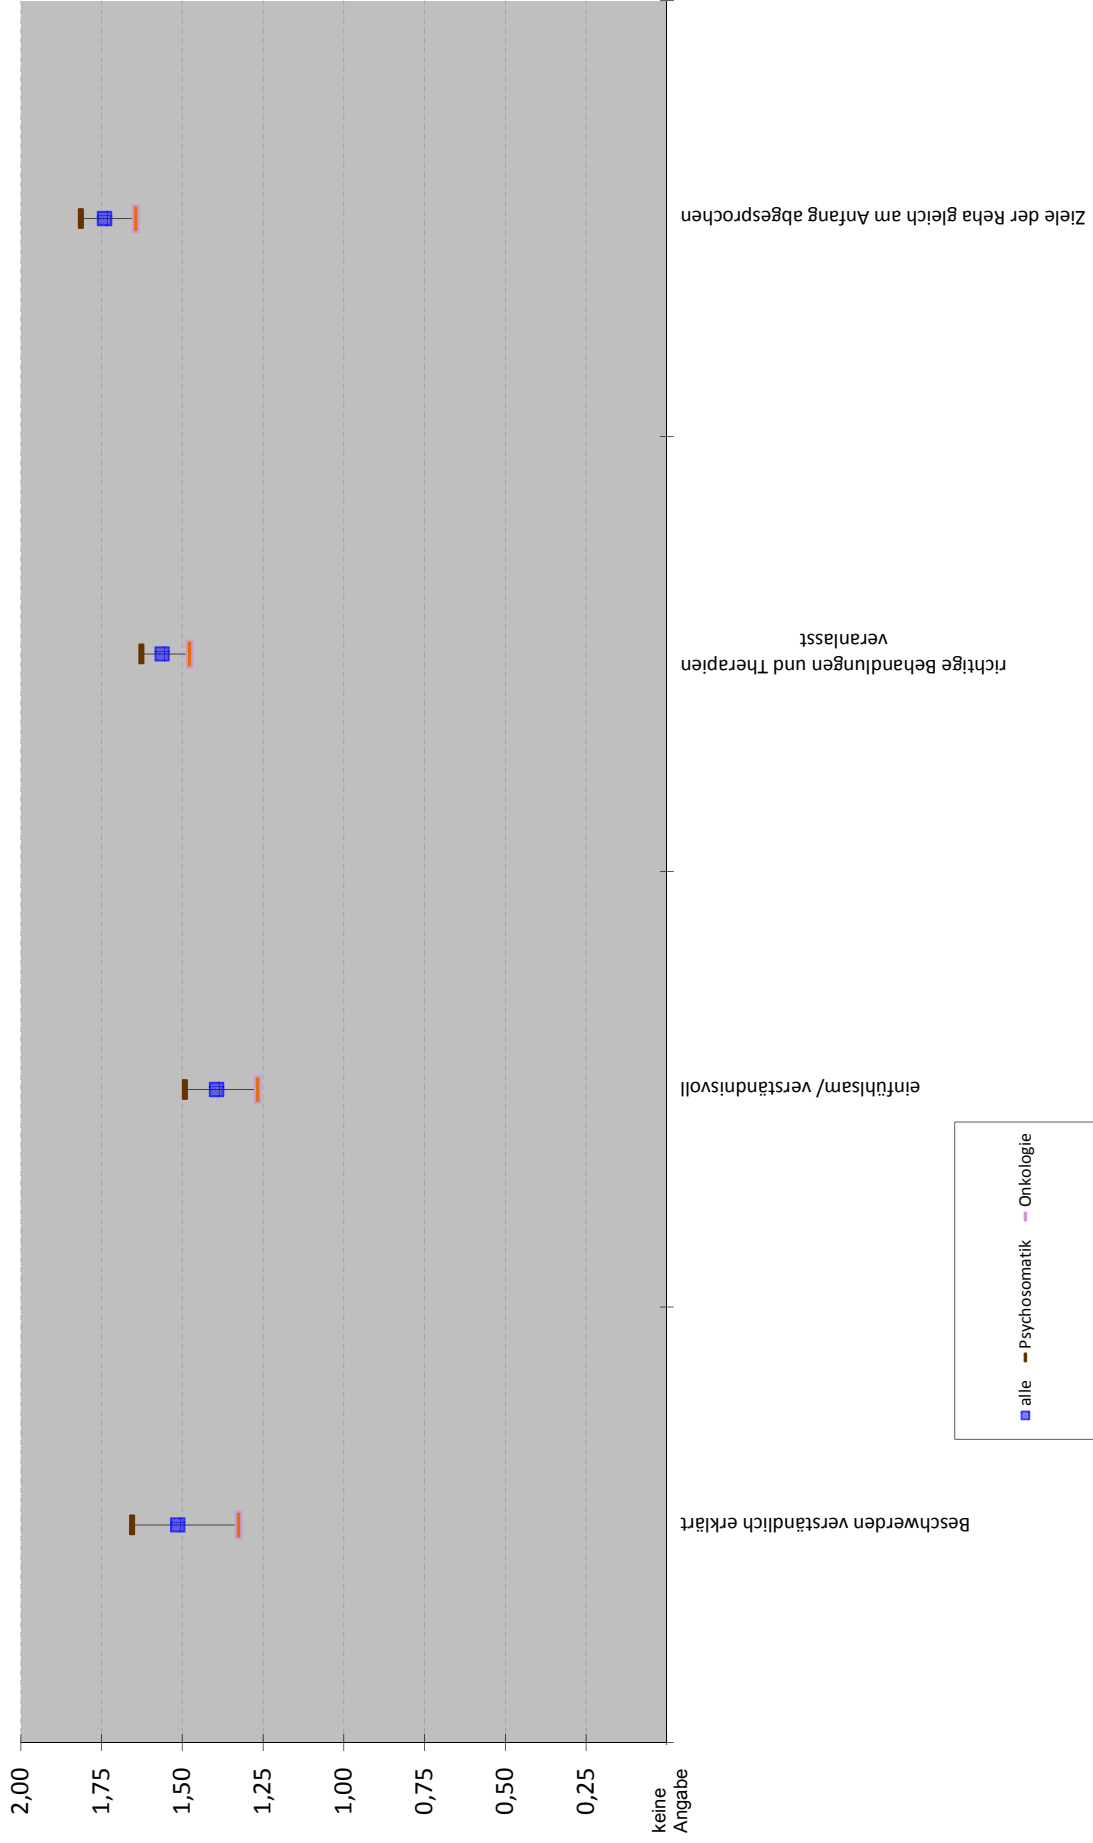 2,00
1,75
1,50
1,25
1,00
0,75
0,50
0,25
keine
Angabe
Beschwerden verständlich erklärt
einfühlsam/ verständnisvoll
richtige Behandlungen und Therapien
veranlasst
Ziele der Reha gleich am Anfang abgesprochen
alle Psychosomatik Onkologie